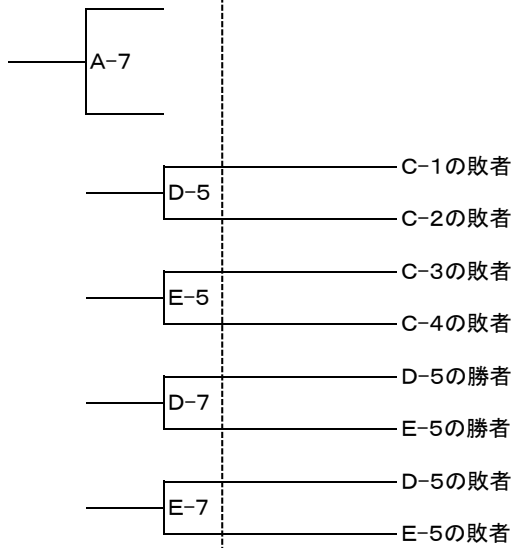 A-7
C-1の敗者
D-5
C-2の敗者
C-3の敗者
E-5
C-4の敗者
D-5の勝者
D-7
E-5の勝者
D-5の敗者
E-7
E-5の敗者